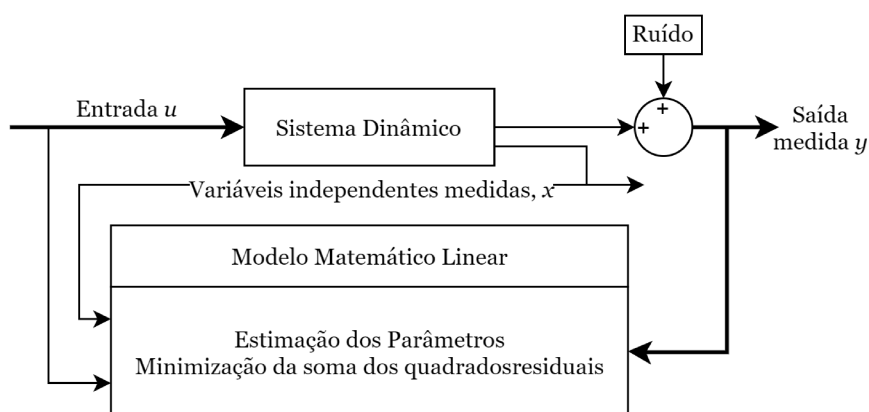 Ruído
Entrada u
Sistema Dinâmico
+
+
Saída
medida y
Variáveis independentes medidas, x
Modelo Matemático Linear
Estimação dos Parâmetros
Minimização da soma dos quadradosresiduais